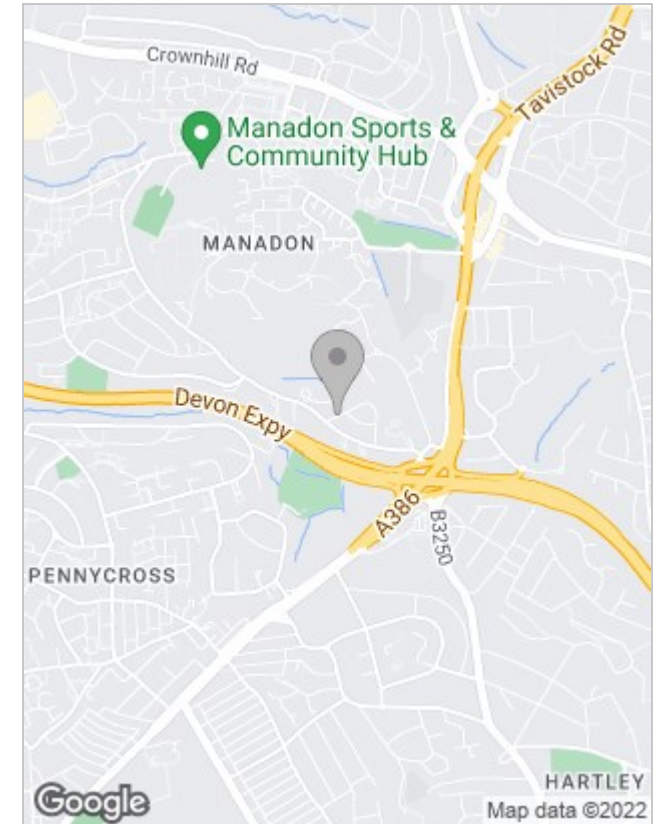 Crownhill Rd
Tavistock Rd
Manadon Sports &
Community Hub
MANADON
Devon Expy
A386
B3250
PENNYCROSS
HARTLEY
Google
Map data ©2022